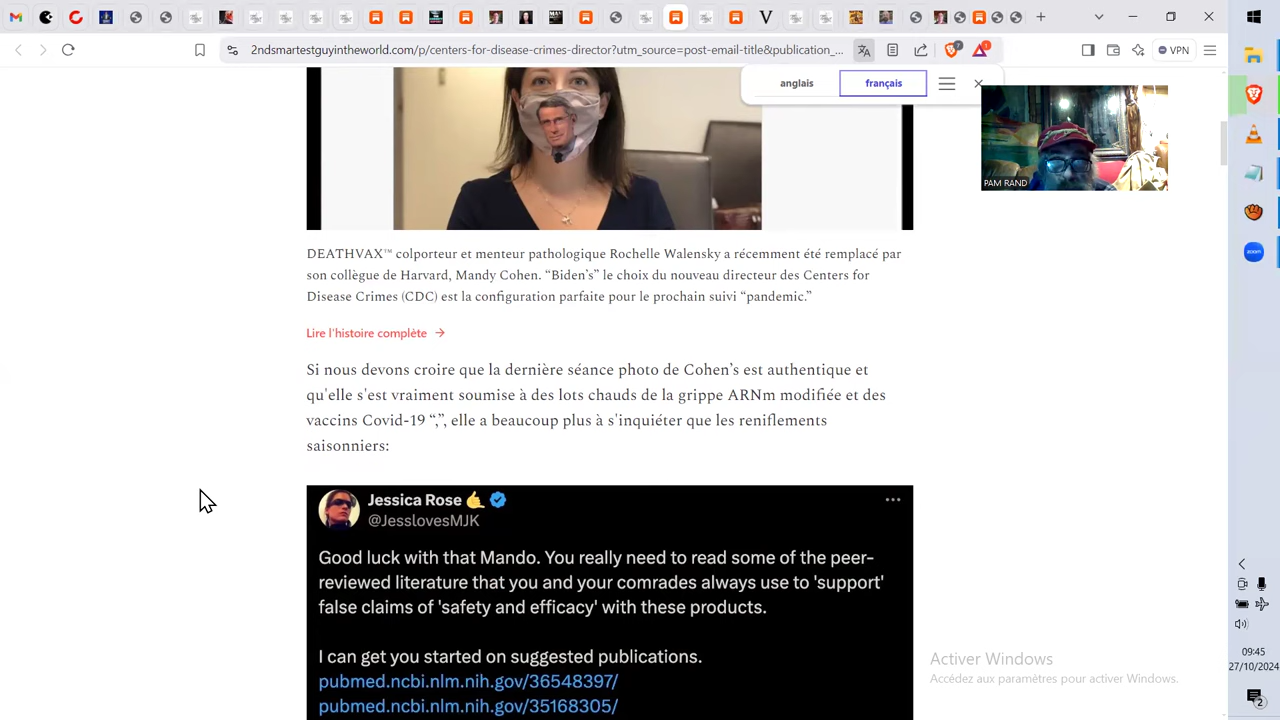 2ndsmartestguyintheworld.com/p/centers-for-disease-crimes-director?utm_source=post-email-title&publication_...
VPN
anglais
français
PAM RAND
DEATHVAX™ colporteur et menteur pathologique Rochelle Walensky a récemment été remplacé par
son collègue de Harvard, Mandy Cohen. “Biden’s” le choix du nouveau directeur des Centers for
Disease Crimes (CDC) est la configuration parfaite pour le prochain suivi “pandemic.”
Lire l'histoire complète →
Si nous devons croire que la dernière séance photo de Cohen’s est authentique et
qu'elle s'est vraiment soumise à des lots chauds de la grippe ARNm modifiée et des
vaccins Covid-19 “,”, elle a beaucoup plus à s'inquiéter que les reniflements
saisonniers:
Jessica Rose
@JesslovesMJK
Good luck with that Mando. You really need to read some of the peer-
reviewed literature that you and your comrades always use to 'support'
false claims of 'safety and efficacy' with these products.
I can get you started on suggested publications.
pubmed.ncbi.nlm.nih.gov/36548397/
pubmed.ncbi.nlm.nih.gov/35168305/
Activer Windows
Accédez aux paramètres pour activer Windows.
zoom
09:45
27/10/2024
2